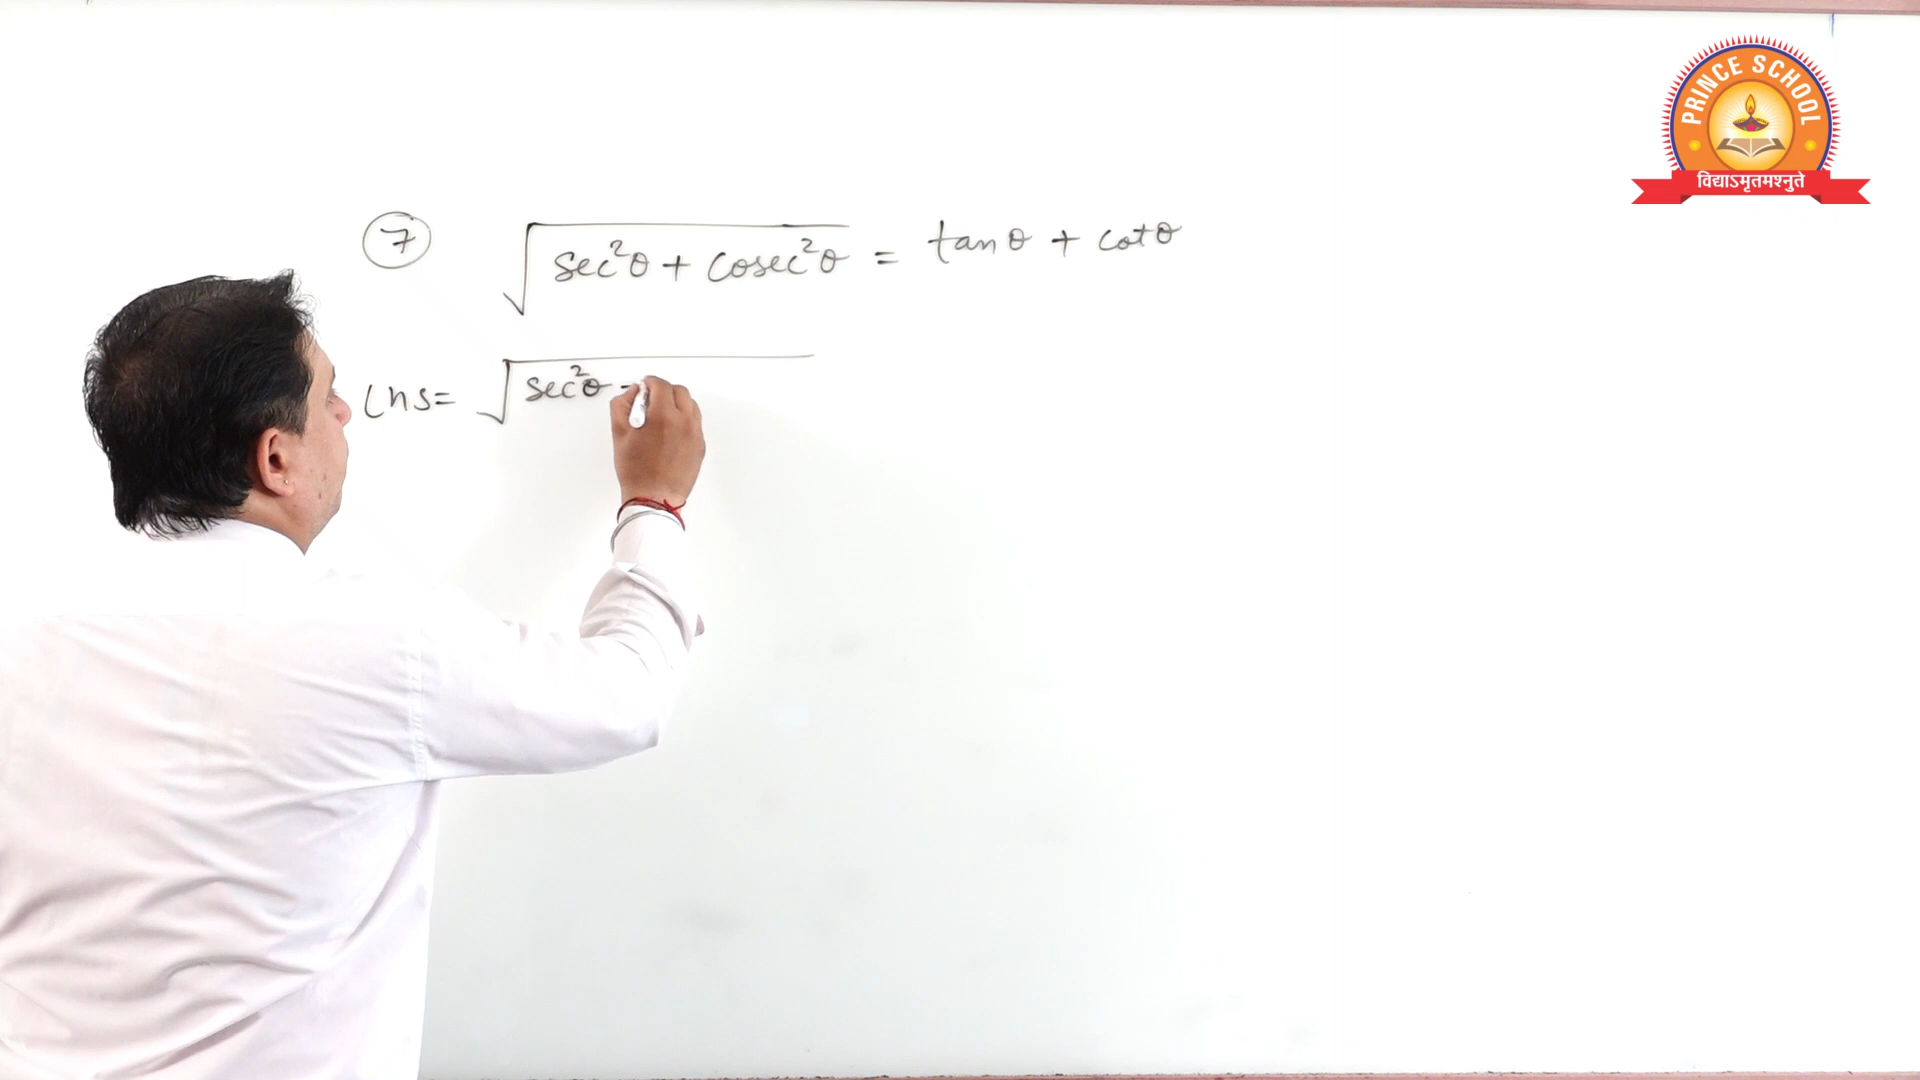 PRINCE SCHOOL
विद्याऽमृतमश्नुते
7 √(sec²θ + cosec²θ) = tanθ + cotθ
LHS= √(sec²θ